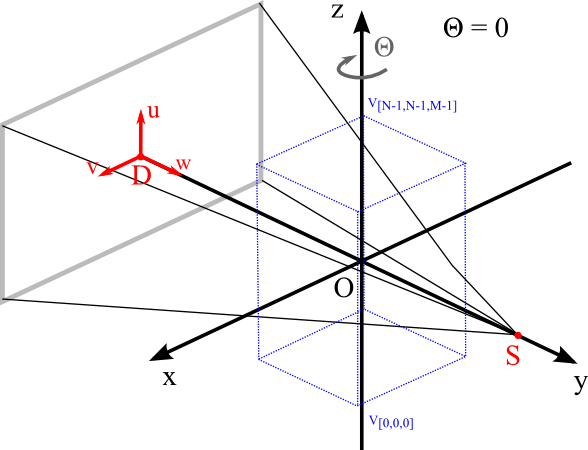 z
Θ
Θ = 0
V[N-1,N-1,M-1]
u
v
D
w
O
S
x
y
V[0,0,0]